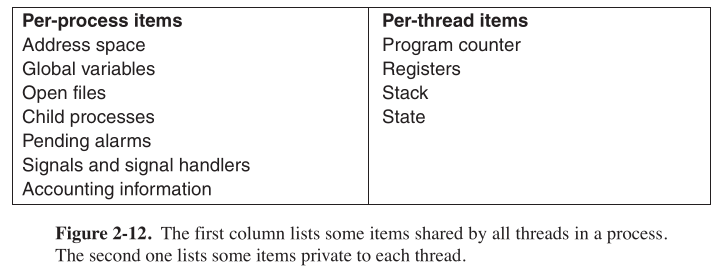 Per-process items
Address space
Global variables
Open files
Child processes
Pending alarms
Signals and signal handlers
Accounting information
Per-thread items
Program counter
Registers
Stack
State
Figure 2-12. The first column lists some items shared by all threads in a process.
The second one lists some items private to each thread.